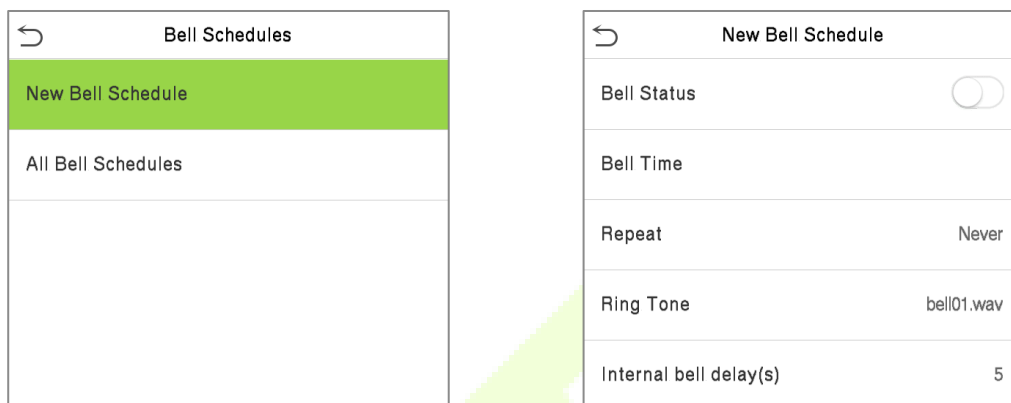 Bell Schedules
New Bell Schedule
All Bell Schedules
New Bell Schedule
Bell Status
Bell Time
Repeat Never
Ring Tone bell01.wav
Internal bell delay(s) 5